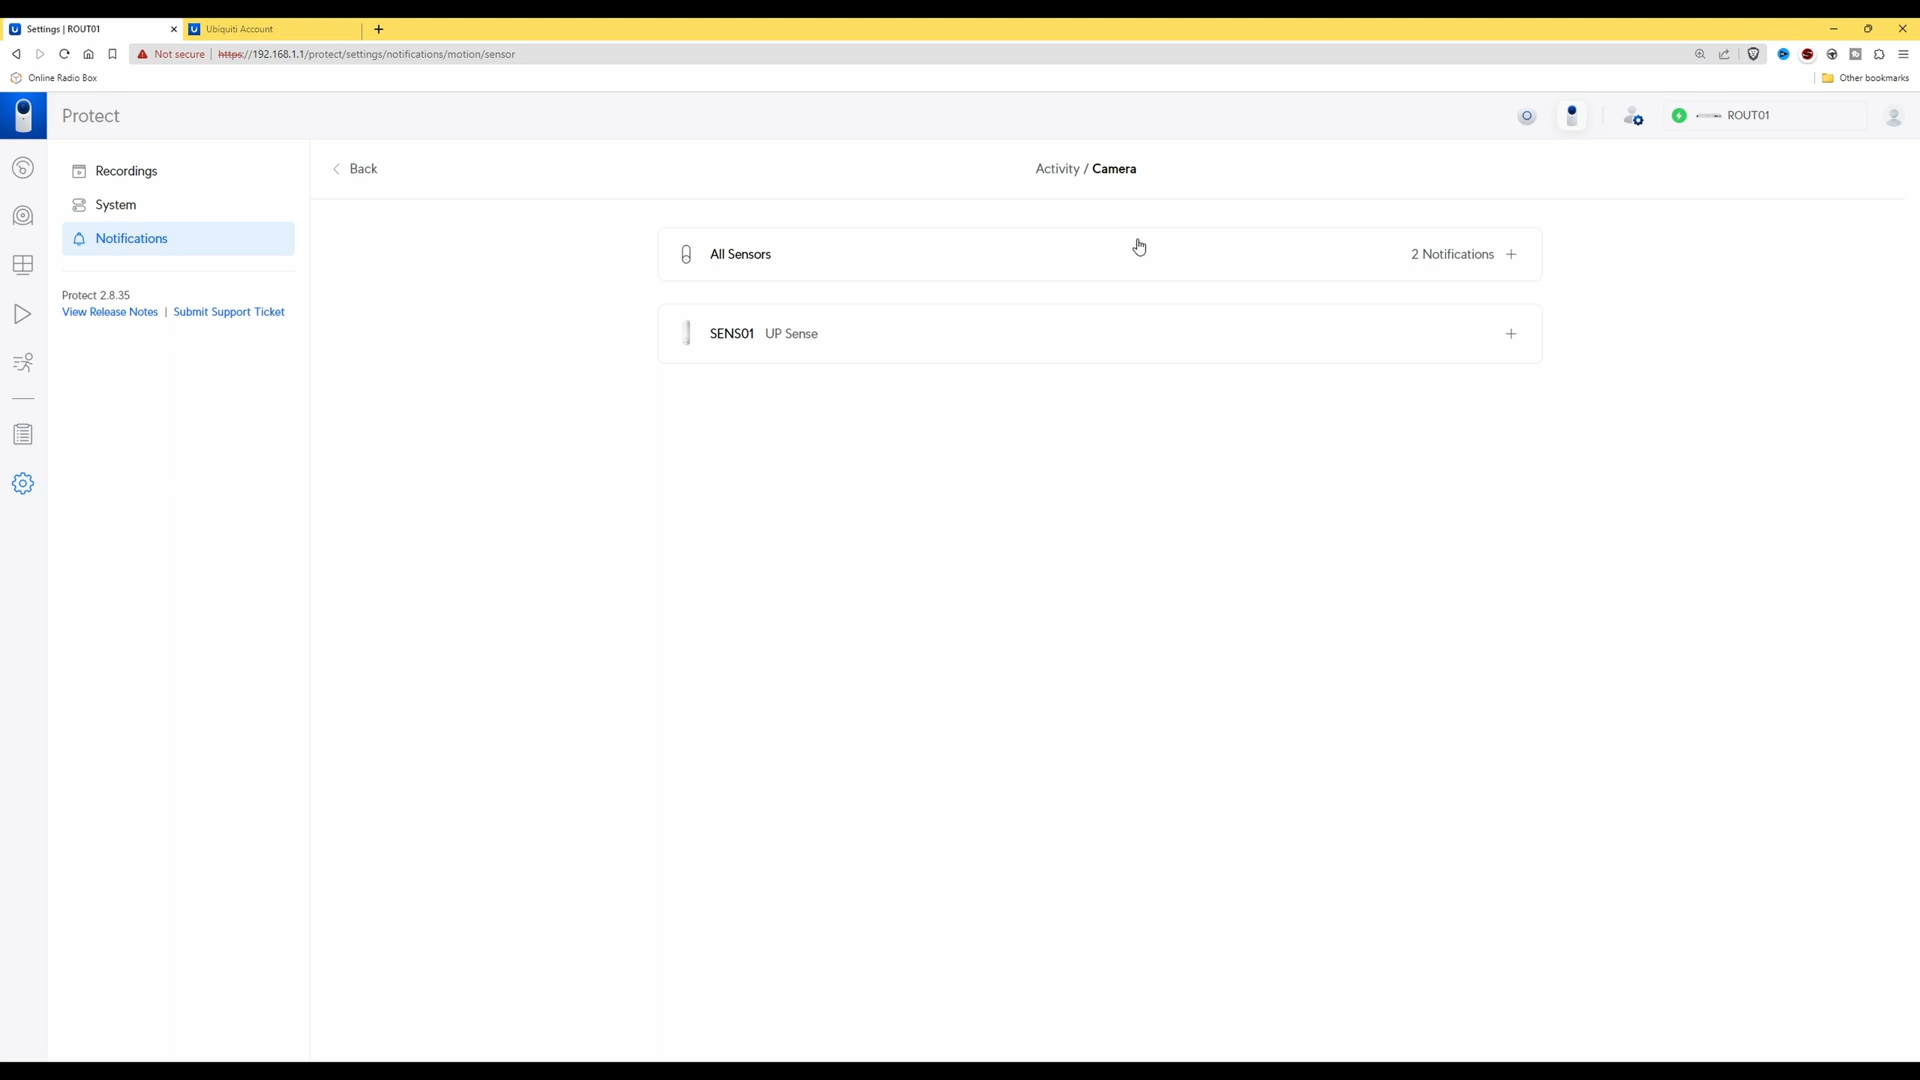 Settings | ROUT01
Ubiquiti Account
Not secure
https://192.168.1.1/protect/settings/notifications/motion/sensor
Online Radio Box
Other bookmarks
Protect
ROUT01
Recordings
System
Notifications
Protect 2.8.35
View Release Notes | Submit Support Ticket
Back
Activity / Camera
All Sensors
2 Notifications
SENS01 UP Sense